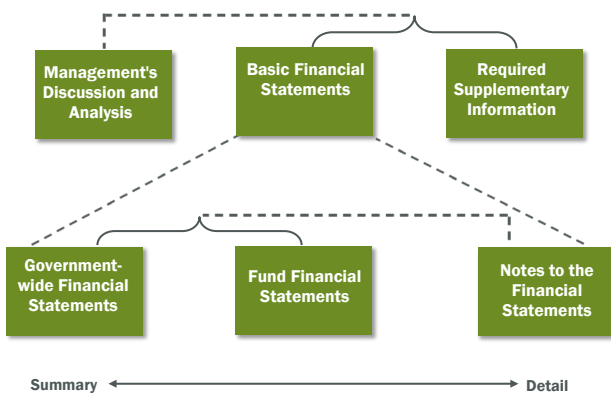 Management's
Discussion and
Analysis
Basic Financial
Statements
Required
Supplementary
Information
Government-
wide Financial
Statements
Fund Financial
Statements
Notes to the
Financial
Statements
Summary
Detail